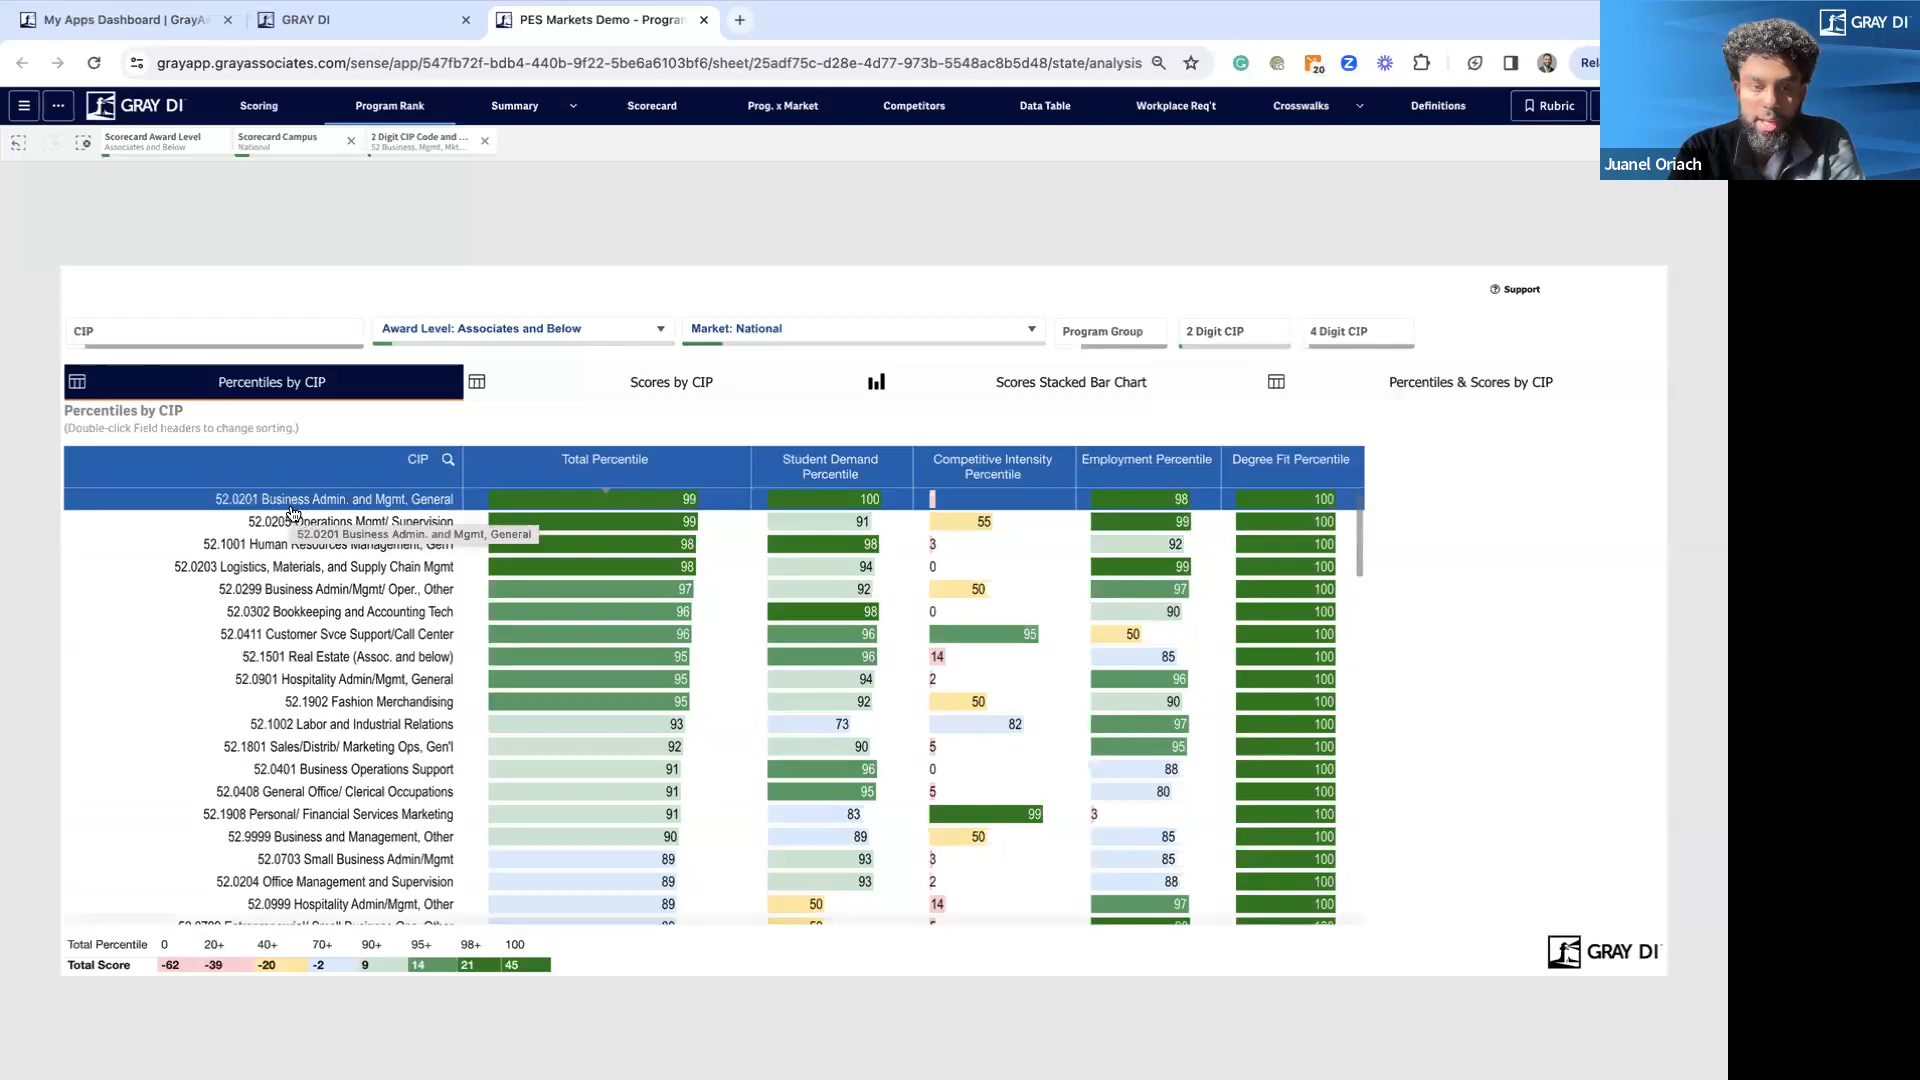 My Apps Dashboard | GrayA
GRAY DI
PES Markets Demo - Program
grayapp.grayassociates.com/sense/app/547fb72f-bdb4-440b-9f22-5be6a6103bf6/sheet/25adf75c-d28e-4d77-973b-5548ac8b5d48/state/analysis
20
Rel
GRAY DI
Juanel Oriach
GRAY DI
Scoring
Program Rank
Summary
Scorecard
Prog. x Market
Competitors
Data Table
Workplace Req't
Crosswalks
Definitions
Rubric
Scorecard Award Level
Associates and Below
Scorecard Campus
National
2 Digit CIP Code and ...
52 Business, Mgmt, Mkt...
Support
CIP
Award Level: Associates and Below
Market: National
Program Group
2 Digit CIP
4 Digit CIP
Percentiles by CIP
Scores by CIP
Scores Stacked Bar Chart
Percentiles & Scores by CIP
Percentiles by CIP
(Double-click Field headers to change sorting.)
CIP Total Percentile Student Demand Percentile Competitive Intensity Percentile Employment Percentile Degree Fit Percentile
52.0201 Business Admin. and Mgmt, General 99 100 98 100
52.0205 Operations Mgmt/ Supervision 99 91 55 99 100
52.0201 Business Admin. and Mgmt, General
52.1001 Human Resources Management, Gen'l 98 98 3 92 100
52.0203 Logistics, Materials, and Supply Chain Mgmt 98 94 0 99 100
52.0299 Business Admin/Mgmt/ Oper., Other 97 92 50 97 100
52.0302 Bookkeeping and Accounting Tech 96 98 0 90 100
52.0411 Customer Svce Support/Call Center 96 96 95 50 100
52.1501 Real Estate (Assoc. and below) 95 96 14 85 100
52.0901 Hospitality Admin/Mgmt, General 95 94 2 96 100
52.1902 Fashion Merchandising 95 92 50 90 100
52.1002 Labor and Industrial Relations 93 73 82 97 100
52.1801 Sales/Distrib/ Marketing Ops, Gen'l 92 90 5 95 100
52.0401 Business Operations Support 91 96 0 88 100
52.0408 General Office/ Clerical Occupations 91 95 5 80 100
52.1908 Personal/ Financial Services Marketing 91 83 99 3 100
52.9999 Business and Management, Other 90 89 50 85 100
52.0703 Small Business Admin/Mgmt 89 93 3 85 100
52.0204 Office Management and Supervision 89 93 2 88 100
52.0999 Hospitality Admin/Mgmt, Other 89 50 14 97 100
Total Percentile 0 20+ 40+ 70+ 90+ 95+ 98+ 100
Total Score -62 -39 -20 -2 9 14 21 45
GRAY DI